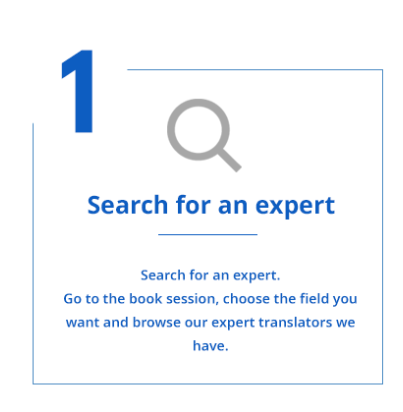 1
Search for an expert
Search for an expert.
Go to the book session, choose the field you
want and browse our expert translators we
have.